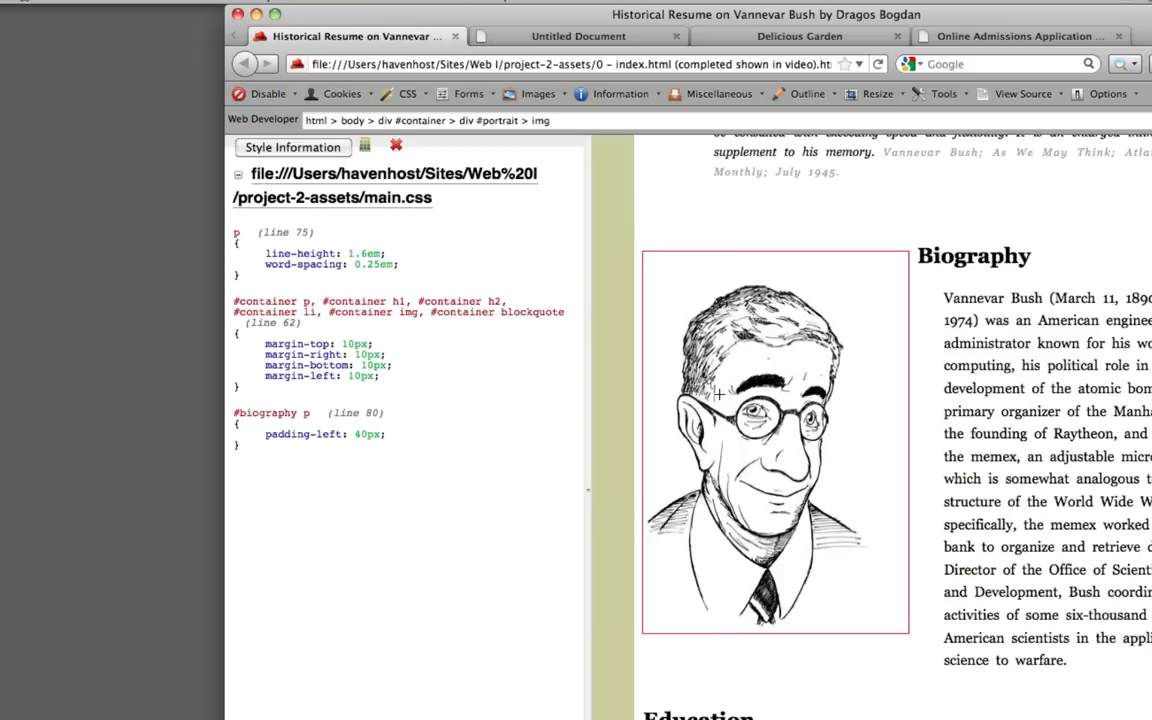 Historical Resume on Vannevar Bush by Dragos Bogdan
Historical Resume on Vannevar ...
Untitled Document
Delicious Garden
Online Admissions Application ...
file:///Users/havenhost/Sites/Web I/project-2-assets/0 - index.html (completed shown in video).ht
Google
Disable Cookies CSS Forms Images Information Miscellaneous Outline Resize Tools View Source Options
Web Developer html > body > div #container > div #portrait > img
Style Information
file:///Users/havenhost/Sites/Web%20I
/project-2-assets/main.css
p (line 75)
{
line-height: 1.6em;
word-spacing: 0.25em;
}
#container p, #container h1, #container h2,
#container li, #container img, #container blockquote
(line 62)
{
margin-top: 10px;
margin-right: 10px;
margin-bottom: 10px;
margin-left: 10px;
}
#biography p (line 80)
{
padding-left: 40px;
}
supplement to his memory. Vannevar Bush; As We May Think; Atla
Monthly; July 1945.
Biography
Vannevar Bush (March 11, 1890
1974) was an American engine
administrator known for his wo
computing, his political role in
development of the atomic bom
primary organizer of the Manha
the founding of Raytheon, and
the memex, an adjustable micr
which is somewhat analogous t
structure of the World Wide W
specifically, the memex worked
bank to organize and retrieve d
Director of the Office of Scient
and Development, Bush coordin
activities of some six-thousand
American scientists in the appli
science to warfare.
Education